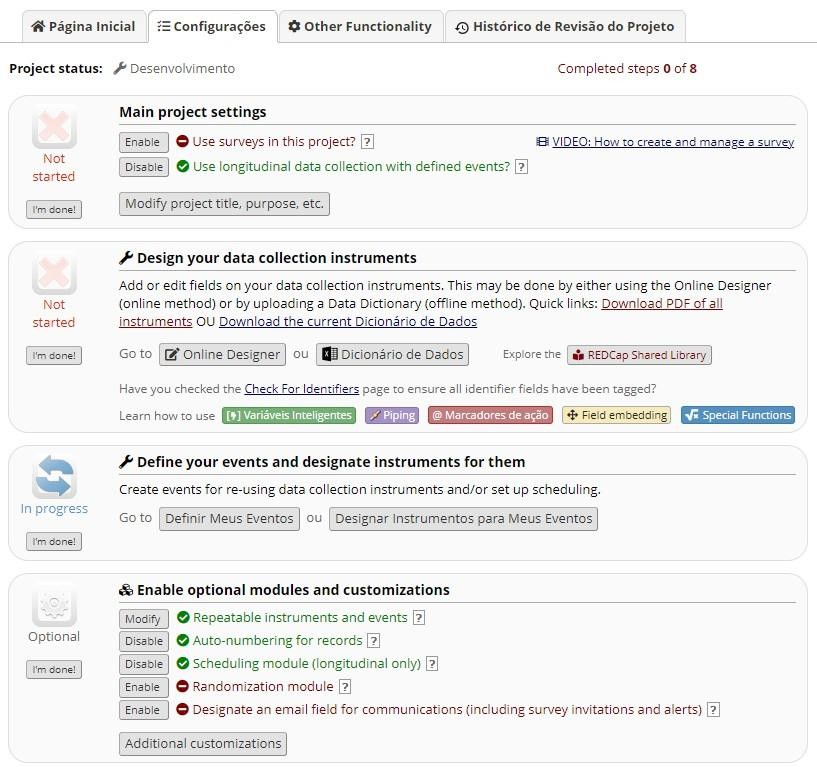 Página Inicial Configurações Other Functionality Histórico de Revisão do Projeto
Project status: Desenvolvimento Completed steps 0 of 8
Main project settings
Not started
I'm done!
Enable Use surveys in this project? ? VIDEO: How to create and manage a survey
Disable Use longitudinal data collection with defined events? ?
Modify project title, purpose, etc.
Design your data collection instruments
Not started
I'm done!
Add or edit fields on your data collection instruments. This may be done by either using the Online Designer
(online method) or by uploading a Data Dictionary (offline method). Quick links: Download PDF of all
instruments OU Download the current Dicionário de Dados
Go to Online Designer ou Dicionário de Dados Explore the REDCap Shared Library
Have you checked the Check For Identifiers page to ensure all identifier fields have been tagged?
Learn how to use [⚡] Variáveis Inteligentes Piping @ Marcadores de ação Field embedding Special Functions
Define your events and designate instruments for them
In progress
I'm done!
Create events for re-using data collection instruments and/or set up scheduling.
Go to Definir Meus Eventos ou Designar Instrumentos para Meus Eventos
Enable optional modules and customizations
Optional
I'm done!
Modify Repeatable instruments and events ?
Disable Auto-numbering for records ?
Disable Scheduling module (longitudinal only) ?
Enable Randomization module ?
Enable Designate an email field for communications (including survey invitations and alerts) ?
Additional customizations